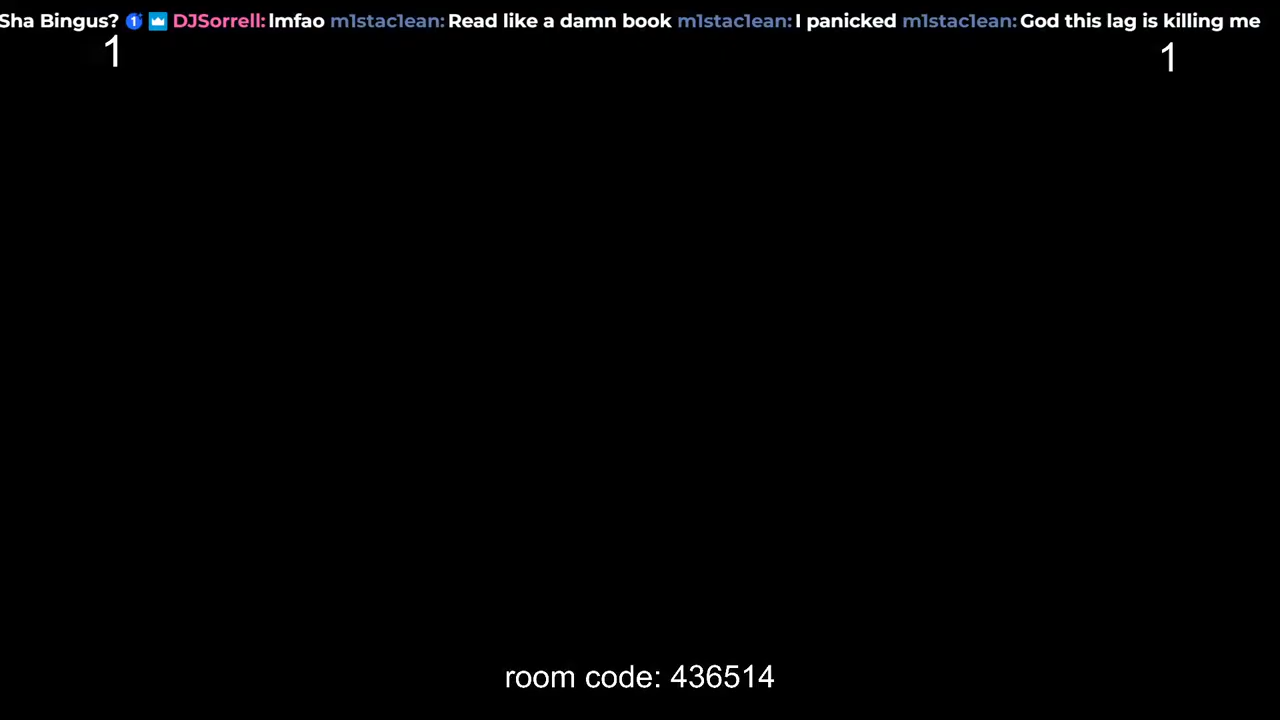 Sha Bingus? 1 DJSorrell: lmfao m1stac1ean: Read like a damn book m1stac1ean: I panicked m1stac1ean: God this lag is killing me
1 1
room code: 436514